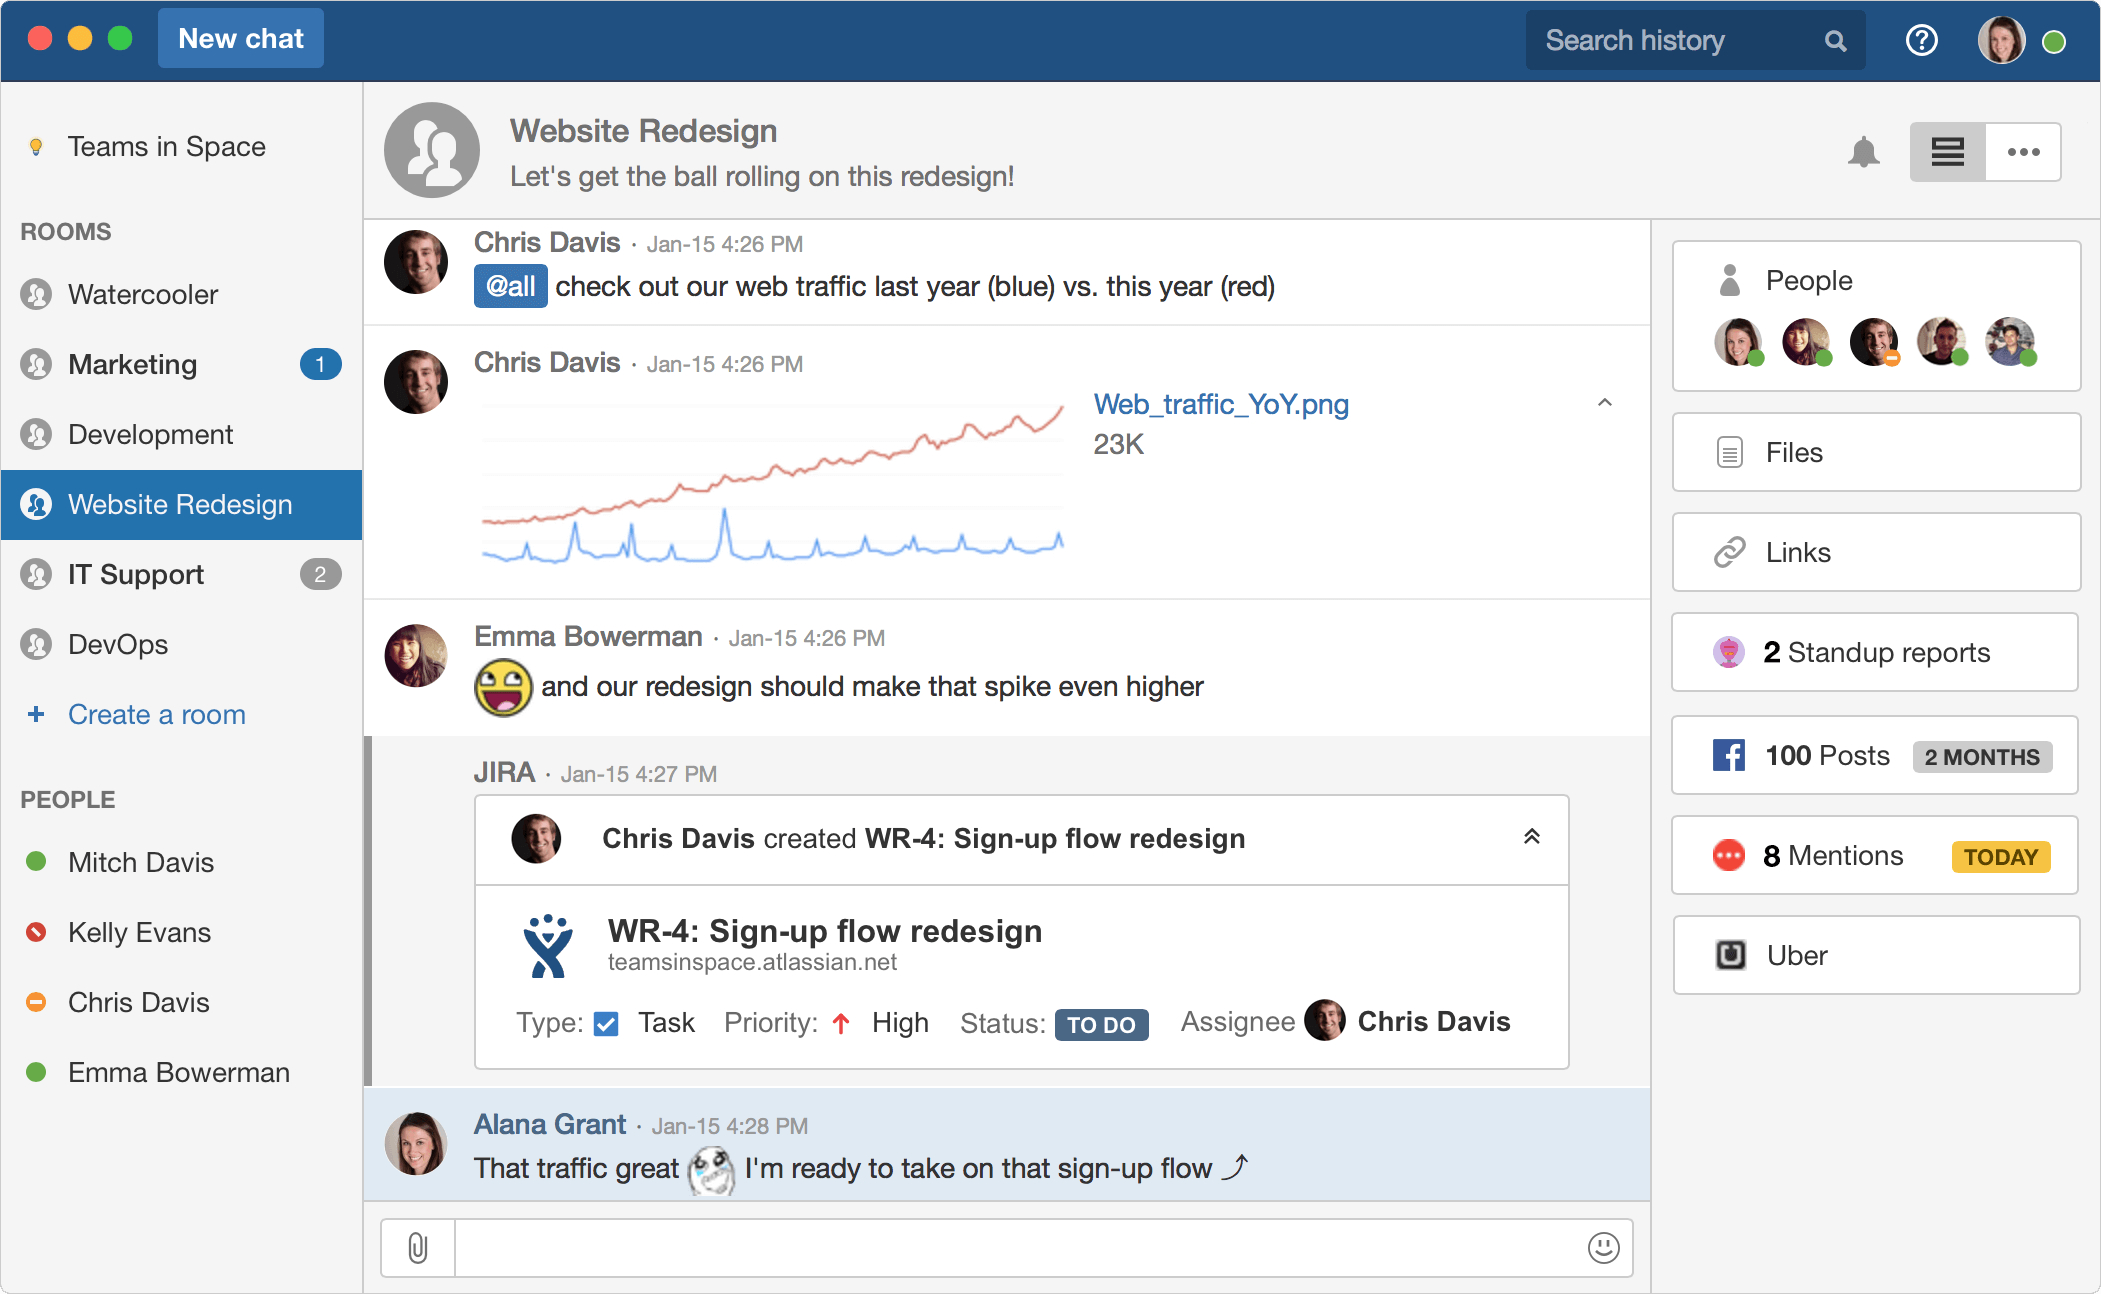 New chat
Search history
Teams in Space
ROOMS
Watercooler
Marketing 1
Development
Website Redesign
IT Support 2
DevOps
+ Create a room
PEOPLE
Mitch Davis
Kelly Evans
Chris Davis
Emma Bowerman
Website Redesign
Let's get the ball rolling on this redesign!
Chris Davis · Jan-15 4:26 PM
@all check out our web traffic last year (blue) vs. this year (red)
Chris Davis · Jan-15 4:26 PM
Web_traffic_YoY.png
23K
Emma Bowerman · Jan-15 4:26 PM
and our redesign should make that spike even higher
JIRA · Jan-15 4:27 PM
Chris Davis created WR-4: Sign-up flow redesign
WR-4: Sign-up flow redesign
teamsinspace.atlassian.net
Type: Task Priority: High Status: TO DO Assignee Chris Davis
Alana Grant · Jan-15 4:28 PM
That traffic great I'm ready to take on that sign-up flow
People
Files
Links
2 Standup reports
100 Posts 2 MONTHS
8 Mentions TODAY
Uber